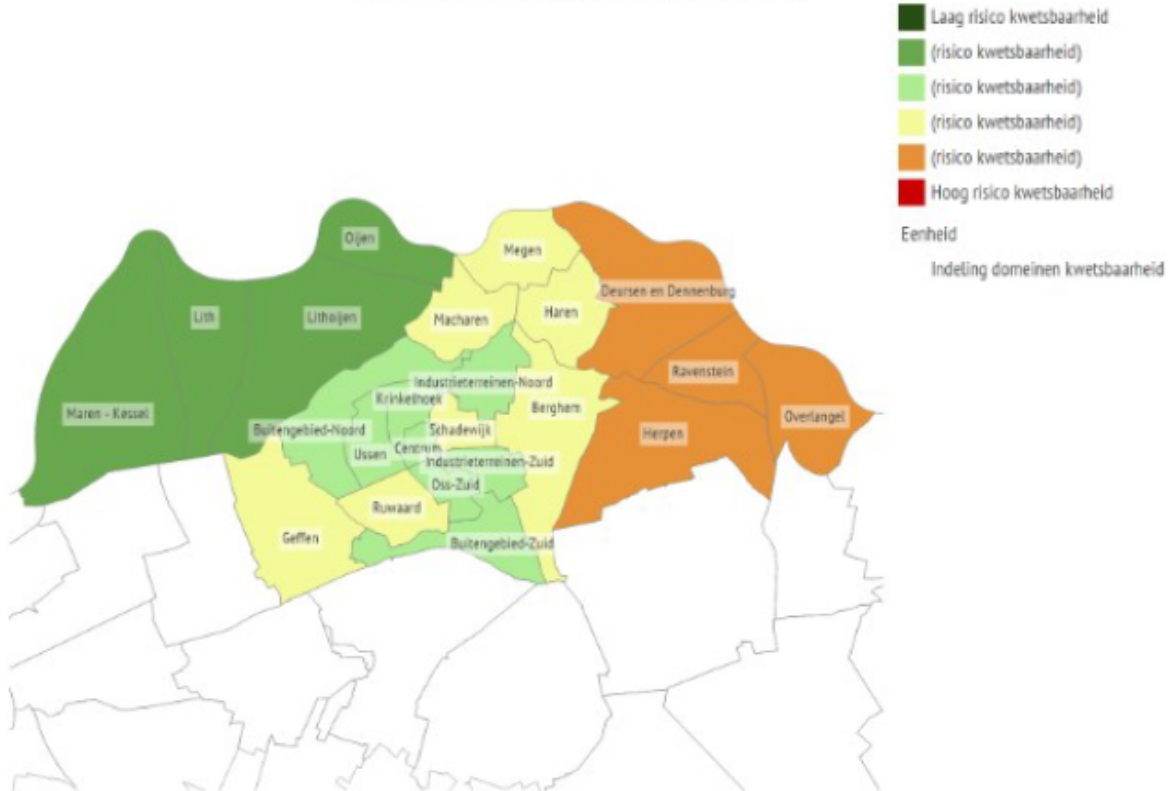 Laag risico kwetsbaarheid
(risico kwetsbaarheid)
(risico kwetsbaarheid)
(risico kwetsbaarheid)
(risico kwetsbaarheid)
Hoog risico kwetsbaarheid
Eenheid
Indeling domeinen kwetsbaarheid
Oijen
Megen
Deursen en Dennenburg
Lith
Lithoijen
Macharen
Haren
Ravenstein
Industrieterreinen-Noord
Krinkelhoek
Berghem
Maren - Kessel
Overlangel
Buitengebied-Noord
Schadewijk
Herpen
Ussen
Centrum
Industrieterreinen-Zuid
Oss-Zuid
Ruwaard
Geffen
Buitengebied-Zuid